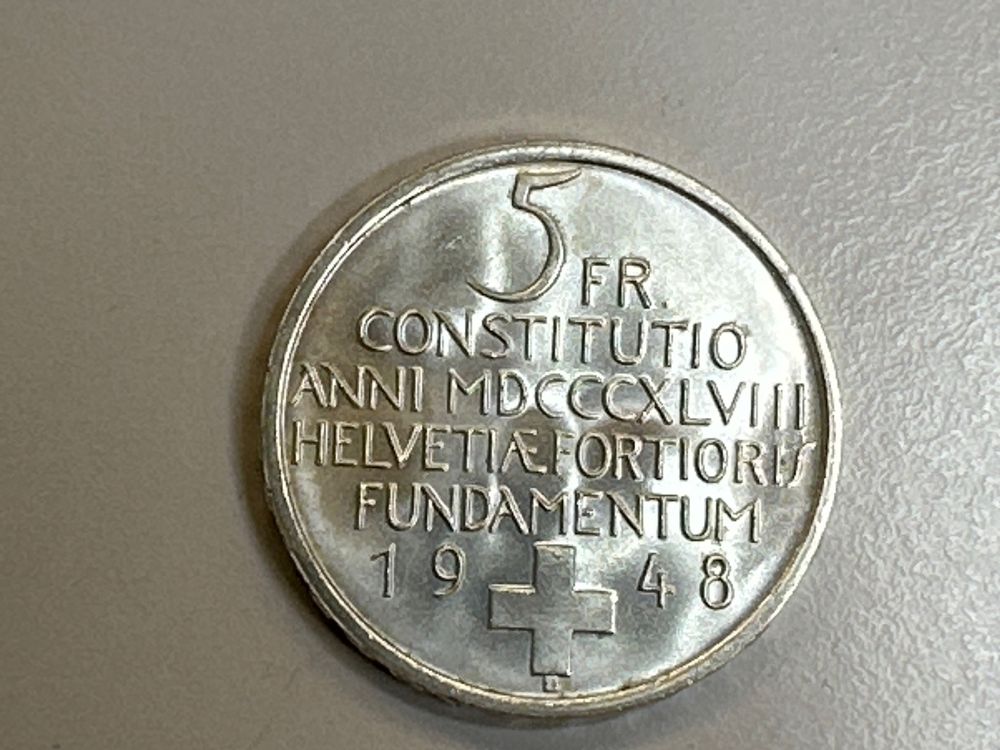 5 FR.
CONSTITUTIO
ANNI MDCCCXLVIII
HELVETIÆ FORTIORIS
FUNDAMENTUM
19 48
B